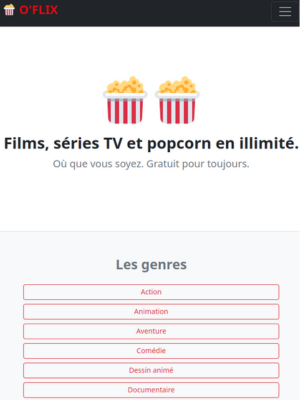 O'FLIX
Films, séries TV et popcorn en illimité.
Où que vous soyez. Gratuit pour toujours.
Les genres
Action
Animation
Aventure
Comédie
Dessin animé
Documentaire